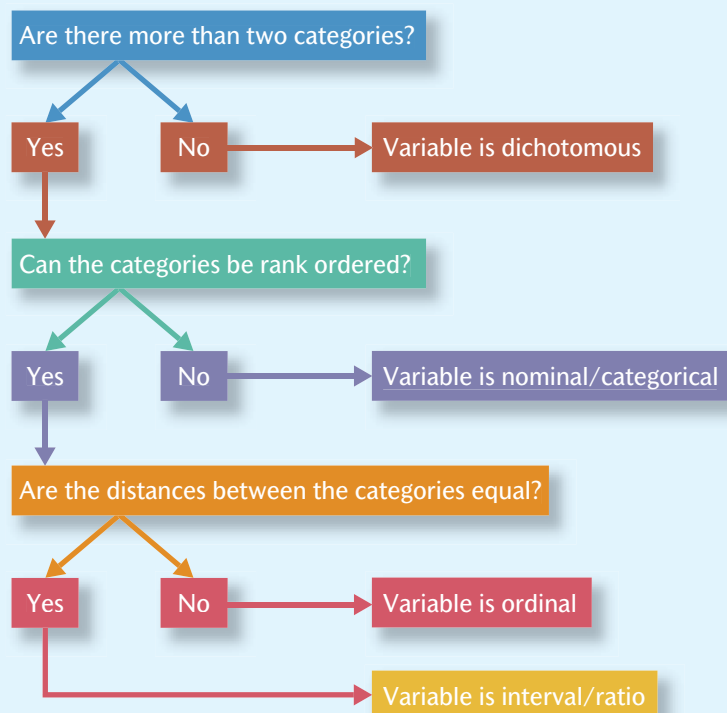 Are there more than two categories?
Yes
No
Variable is dichotomous
Can the categories be rank ordered?
Yes
No
Variable is nominal/categorical
Are the distances between the categories equal?
Yes
No
Variable is ordinal
Variable is interval/ratio